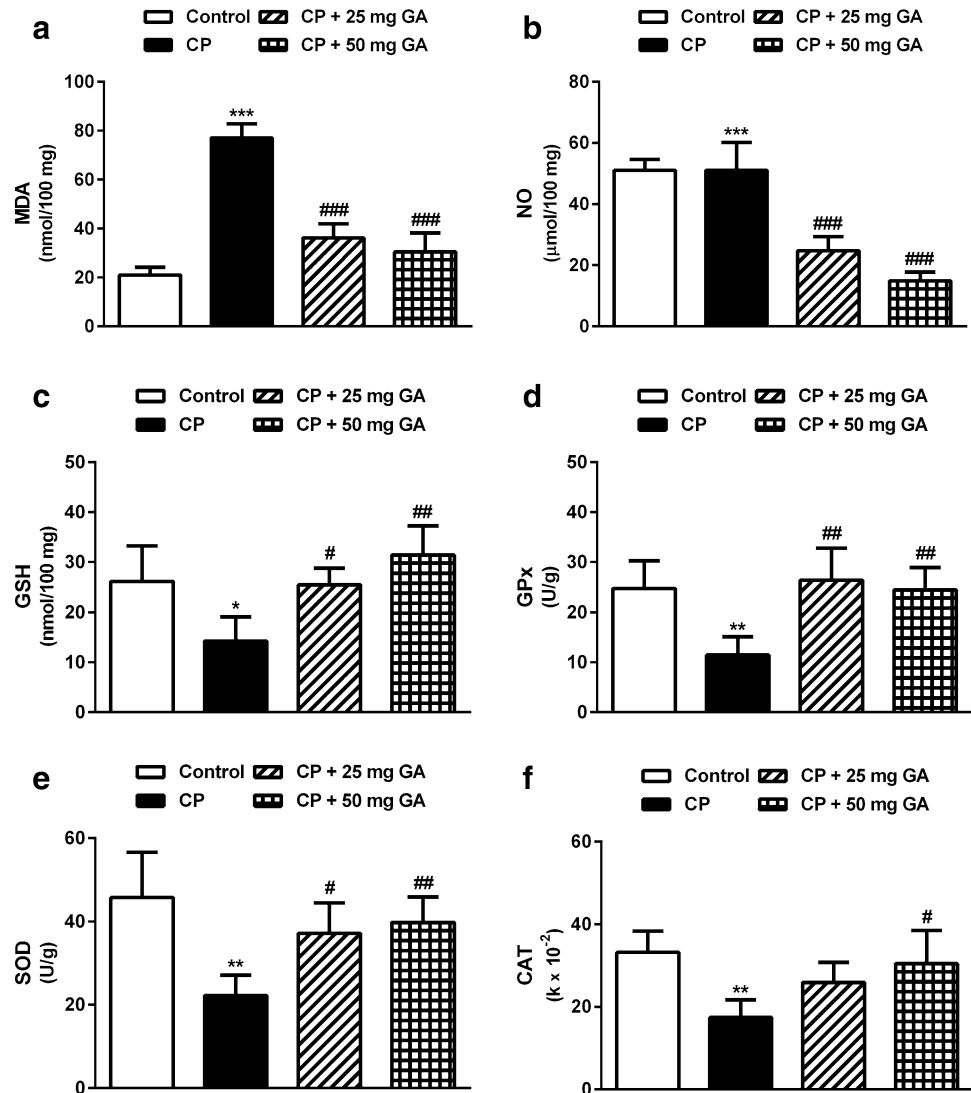 a
Control CP + 25 mg GA
CP CP + 50 mg GA
MDA
(nmol/100 mg)
100
80
60
40
20
0
***
###
###
b
Control CP + 25 mg GA
CP CP + 50 mg GA
NO
(µmol/100 mg)
80
60
40
20
0
***
###
###
c
Control CP + 25 mg GA
CP CP + 50 mg GA
GSH
(nmol/100 mg)
50
40
30
20
10
0
*
#
##
d
Control CP + 25 mg GA
CP CP + 50 mg GA
GPx
(U/g)
50
40
30
20
10
0
**
##
##
e
Control CP + 25 mg GA
CP CP + 50 mg GA
SOD
(U/g)
60
40
20
0
**
#
##
f
Control CP + 25 mg GA
CP CP + 50 mg GA
CAT
(k x 10⁻²)
60
40
20
0
**
#